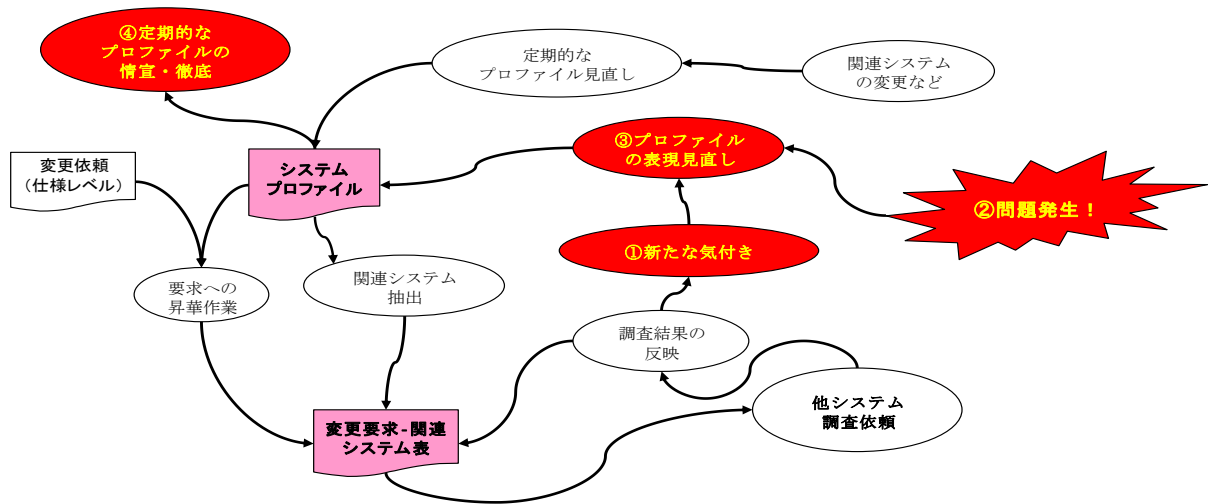 ④定期的な
プロファイルの
情宣・徹底
定期的な
プロファイル見直し
関連システム
の変更など
変更依頼
（仕様レベル）
システム
プロファイル
③プロファイル
の表現見直し
②問題発生！
①新たな気付き
要求への
昇華作業
関連システム
抽出
調査結果の
反映
他システム
調査依頼
変更要求-関連
システム表